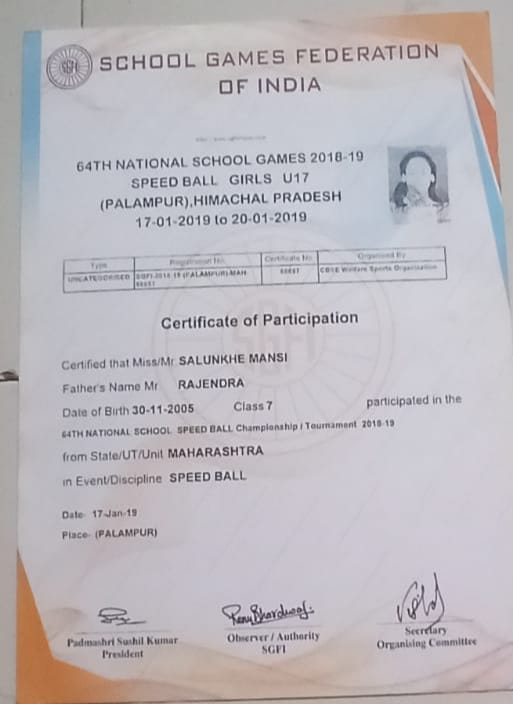 SGFI
SCHOOL GAMES FEDERATION
OF INDIA
64TH NATIONAL SCHOOL GAMES 2018-19
SPEED BALL GIRLS U17
(PALAMPUR),HIMACHAL PRADESH
17-01-2019 to 20-01-2019
Type Registration No. Certificate No. Organised By
UNCATEGORISED SGFI-2018-19 (PALAMPUR)/MAH CBSE Welfare Sports Organisation
Certificate of Participation
Certified that Miss/Mr. SALUNKHE MANSI
Father's Name Mr RAJENDRA
Date of Birth 30-11-2005 Class 7 participated in the
64TH NATIONAL SCHOOL SPEED BALL Championship / Tournament 2018-19
from State/UT/Unit MAHARASHTRA
in Event/Discipline SPEED BALL
Date- 17-Jan-19
Place- (PALAMPUR)
Renu Bhardwaj
Padmashri Sushil Kumar
President
Observer / Authority
SGFI
Secretary
Organising Committee